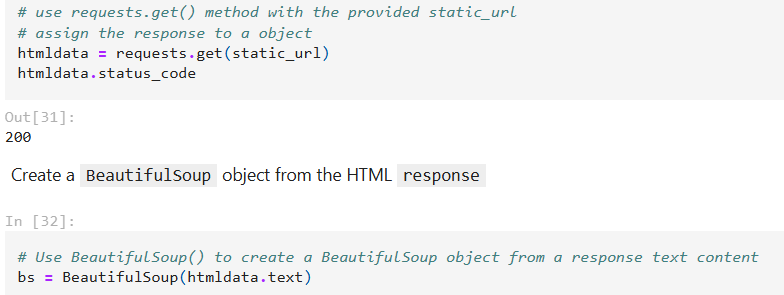 # use requests.get() method with the provided static_url
# assign the response to a object
htmldata = requests.get(static_url)
htmldata.status_code
Out[31]:
200
Create a BeautifulSoup object from the HTML response
In [32]:
# Use BeautifulSoup() to create a BeautifulSoup object from a response text content
bs = BeautifulSoup(htmldata.text)